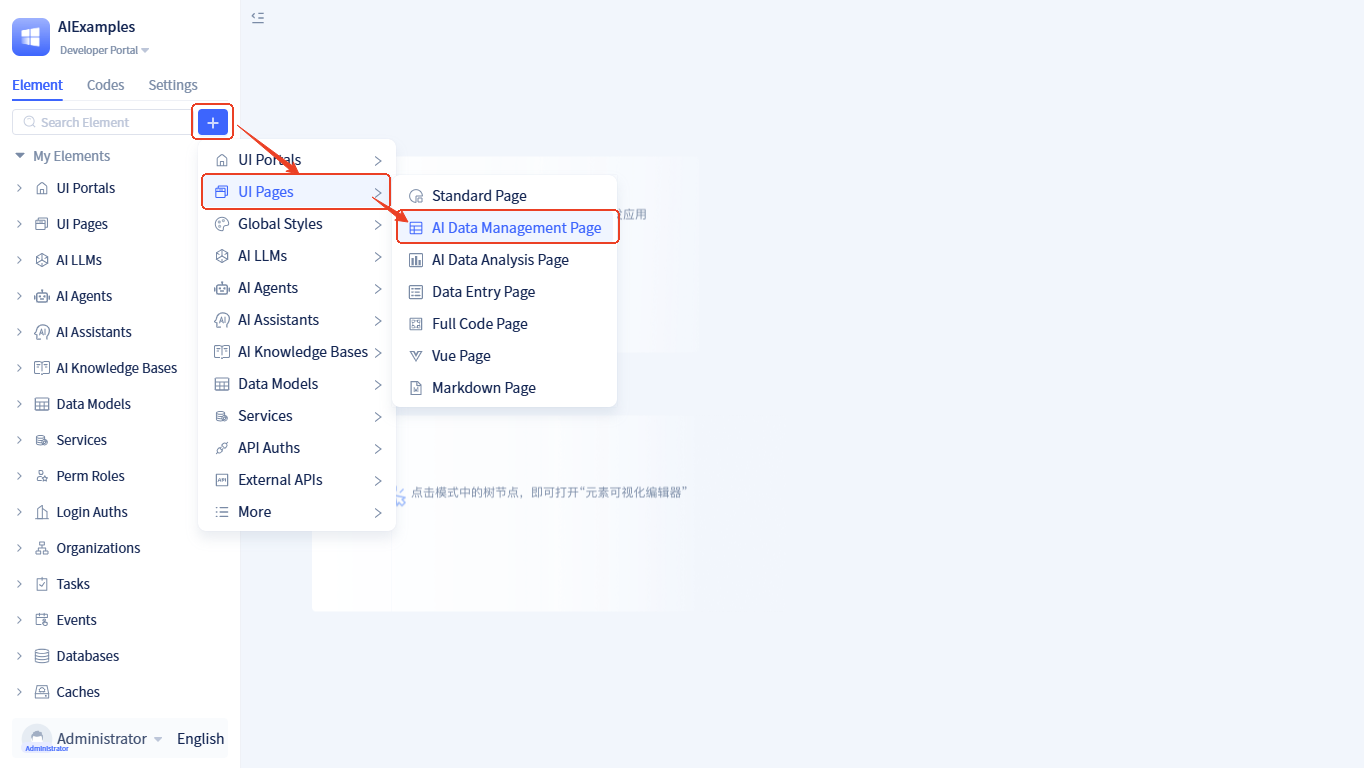 AIExamples
Developer Portal
Element Codes Settings
Search Element
My Elements
UI Portals
UI Pages
AI LLMs
AI Agents
AI Assistants
AI Knowledge Bases
Data Models
Services
Perm Roles
Login Auths
Organizations
Tasks
Events
Databases
Caches
Administrator
Administrator English
UI Portals
UI Pages
Global Styles
AI LLMs
AI Agents
AI Assistants
AI Knowledge Bases
Data Models
Services
API Auths
External APIs
More
Standard Page
AI Data Management Page
AI Data Analysis Page
Data Entry Page
Full Code Page
Vue Page
Markdown Page
应用
点击模式中的树节点，即可打开“元素可视化编辑器”